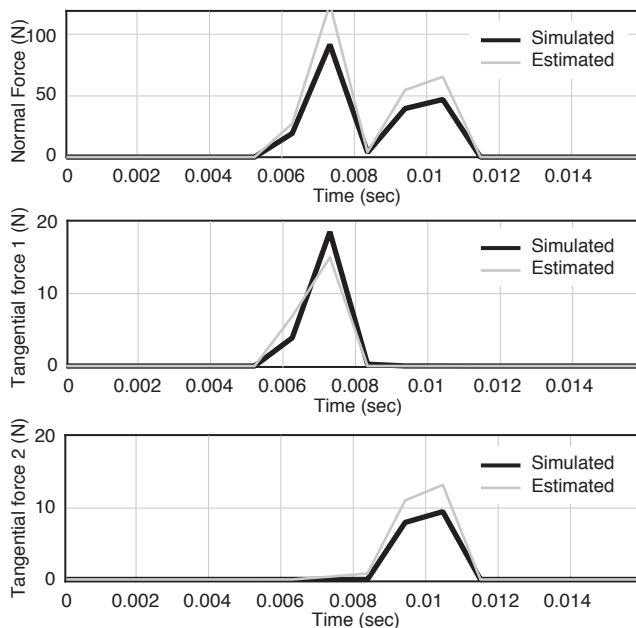 Normal Force (N)
100
50
0
Simulated
Estimated
0 0.002 0.004 0.006 0.008 0.01 0.012 0.014
Time (sec)
Tangential force 1 (N)
20
10
0
Simulated
Estimated
0 0.002 0.004 0.006 0.008 0.01 0.012 0.014
Time (sec)
Tangential force 2 (N)
20
10
0
Simulated
Estimated
0 0.002 0.004 0.006 0.008 0.01 0.012 0.014
Time (sec)